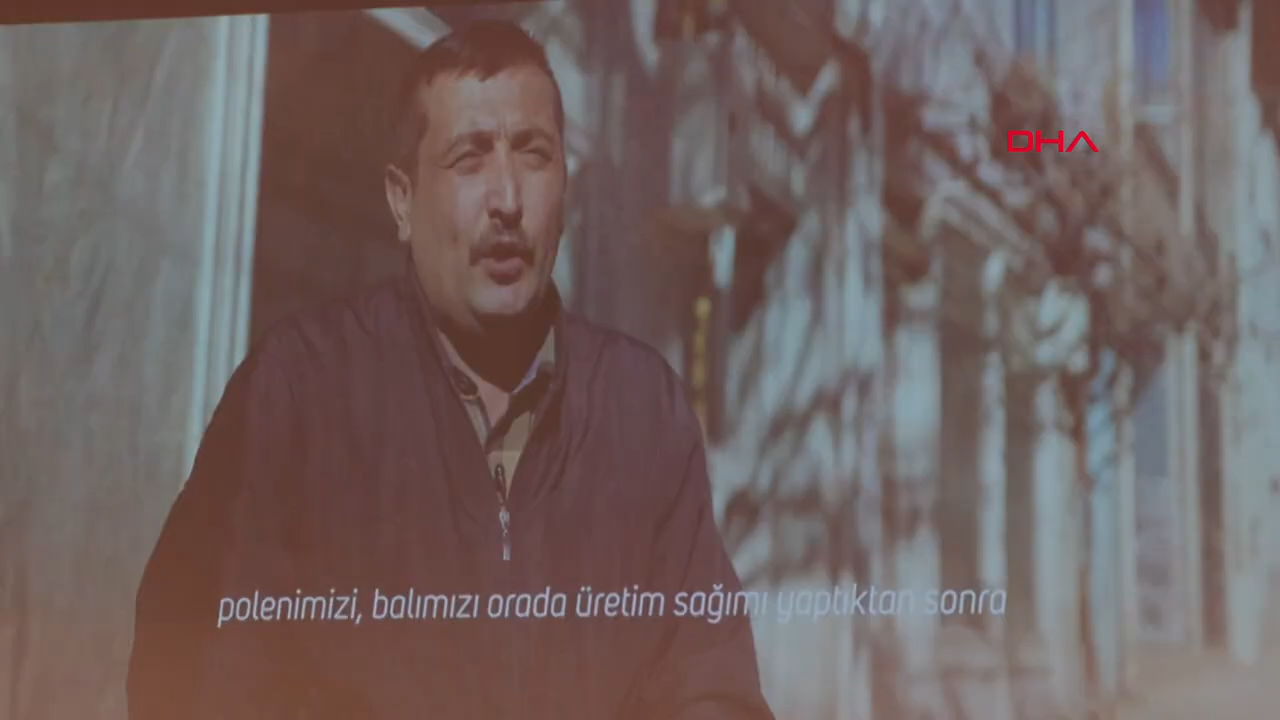 DHA
polenimizi, balımızı orada üretim sağımı yaptıktan sonra